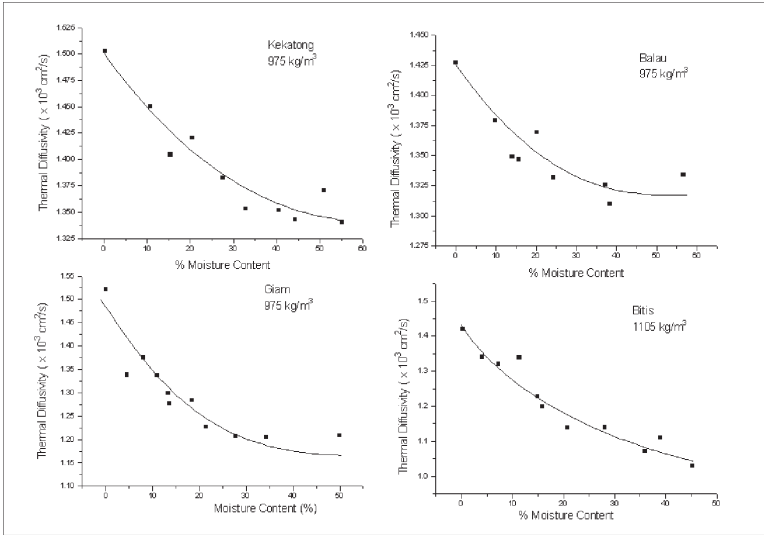 Thermal Diffusivity ( × 10³ cm²/s)
1.525
1.500
1.475
1.450
1.425
1.400
1.375
1.350
1.325
Kekatong
975 kg/m³
0 10 20 30 40 50 60
% Moisture Content
Thermal Diffusivity ( × 10³ cm²/s)
1.450
1.425
1.400
1.375
1.350
1.325
1.300
1.275
Balau
975 kg/m³
0 10 20 30 40 50 60
% Moisture Content
Thermal Diffusivity ( × 10³ cm²/s)
1.55
1.50
1.45
1.40
1.35
1.30
1.25
1.20
1.15
1.10
Giam
975 kg/m³
0 10 20 30 40 50
Moisture Content (%)
Thermal Diffusivity ( × 10³ cm²/s)
1.5
1.4
1.3
1.2
1.1
1.0
Bitis
1105 kg/m³
0 10 20 30 40 50
% Moisture Content